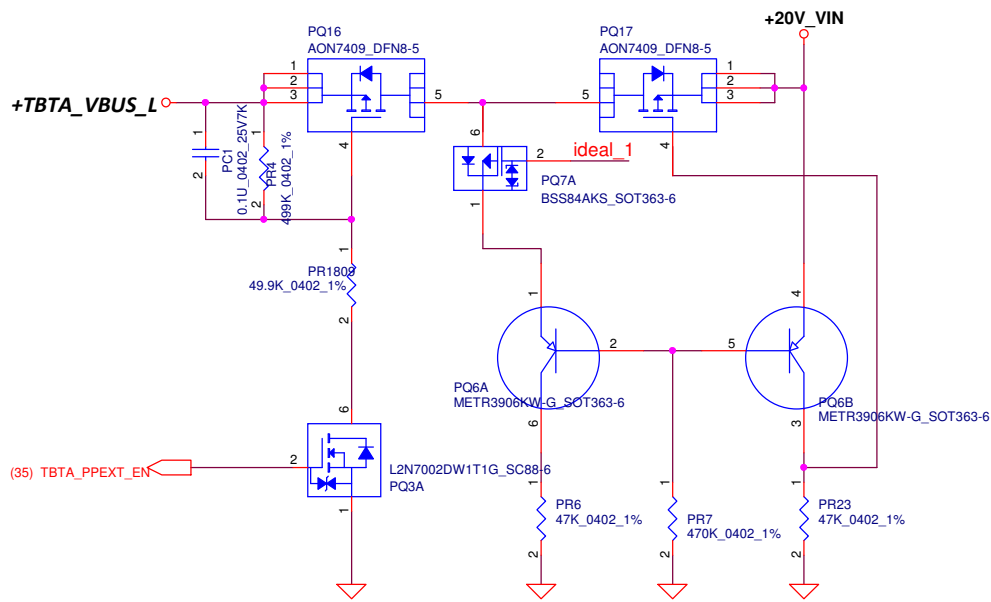 +20V_VIN
PQ16
AON7409_DFN8-5
PQ17
AON7409_DFN8-5
1
2
3
5
4
5
1
2
3
4
+TBTA_VBUS_L
1
2
PC1
0.1U_0402_25V7K
1
2
PR4
499K_0402_1%
6
2
ideal_1
PQ7A
BSS84AKS_SOT363-6
1
1
PR1809
49.9K_0402_1%
2
1
2
5
4
PQ6A
METR3906KW-G_SOT363-6
6
PQ6B
METR3906KW-G_SOT363-6
3
6
(35) TBTA_PPEXT_EN
2
L2N7002DW1T1G_SC88-6
PQ3A
1
1
PR6
47K_0402_1%
2
1
PR7
470K_0402_1%
2
1
PR23
47K_0402_1%
2